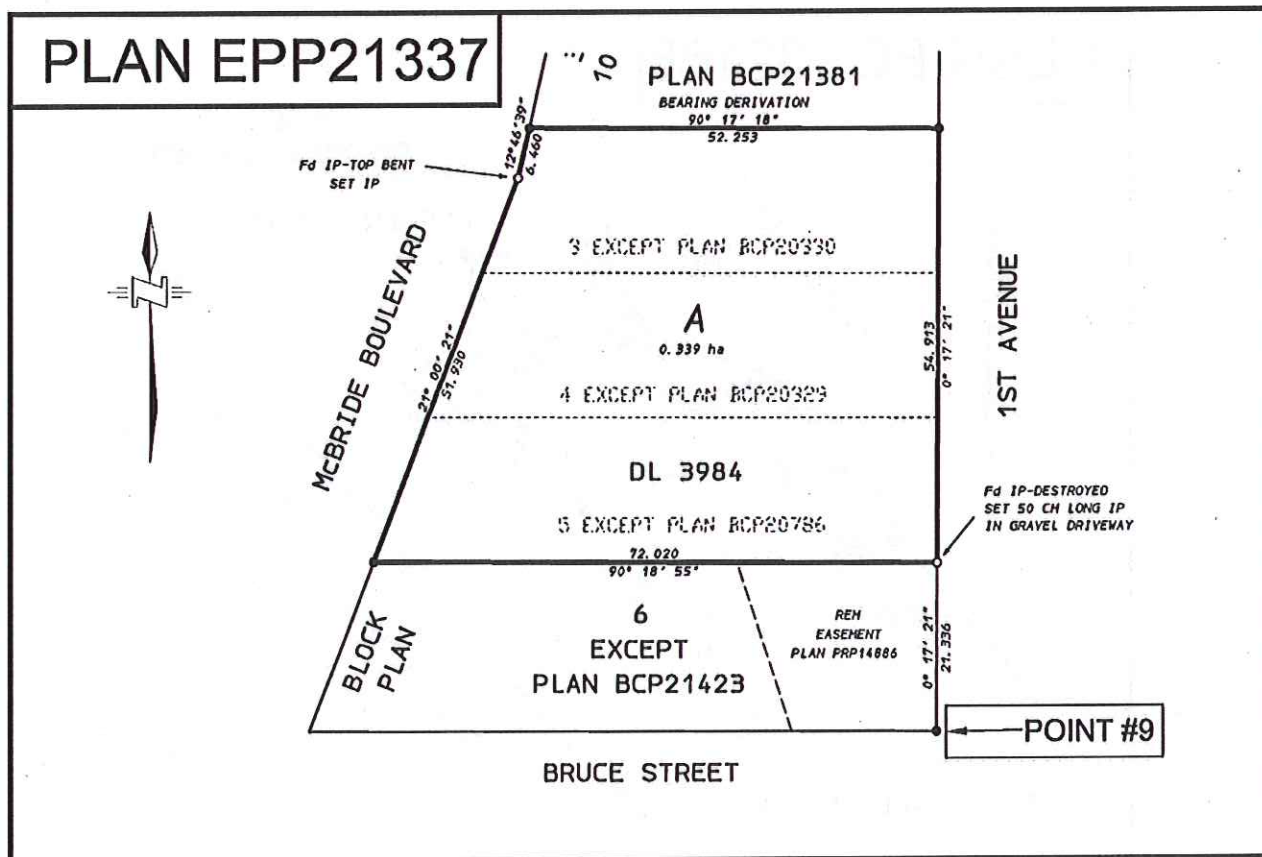 PLAN EPP21337
10
PLAN BCP21381
BEARING DERIVATION
90° 17' 18"
52.253
12°46'39"
6.460
Fd IP-TOP BENT
SET IP
3 EXCEPT PLAN BCP20330
McBRIDE BOULEVARD
21° 00' 21"
51.930
A
0.339 ha
54.913
0° 17' 21"
1ST AVENUE
4 EXCEPT PLAN BCP20329
DL 3984
Fd IP-DESTROYED
SET 50 CM LONG IP
IN GRAVEL DRIVEWAY
5 EXCEPT PLAN BCP20786
72.020
90° 18' 55"
BLOCK
PLAN
6
EXCEPT
PLAN BCP21423
REM
EASEMENT
PLAN PRP14886
0° 17' 21"
21.336
POINT #9
BRUCE STREET